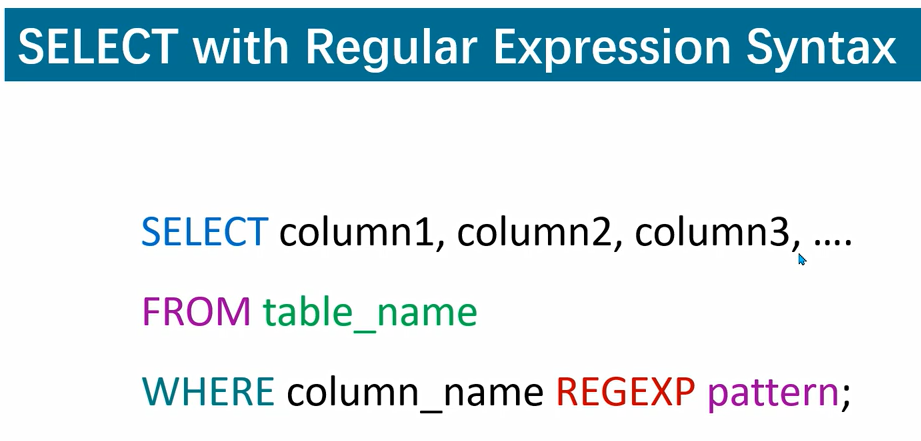 SELECT with Regular Expression Syntax
SELECT column1, column2, column3, ....
FROM table_name
WHERE column_name REGEXP pattern;